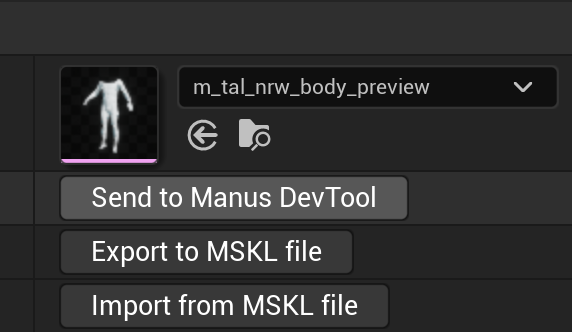 m_tal_nrw_body_preview
Send to Manus DevTool
Export to MSKL file
Import from MSKL file